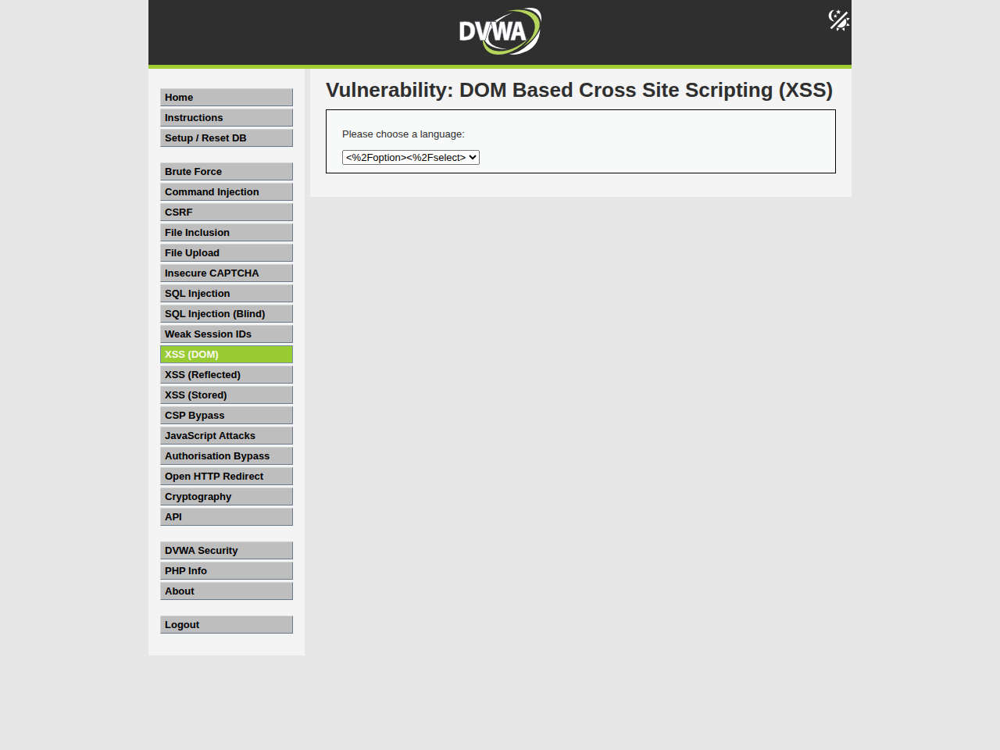 DVWA
Vulnerability: DOM Based Cross Site Scripting (XSS)
Home
Instructions
Setup / Reset DB
Brute Force
Command Injection
CSRF
File Inclusion
File Upload
Insecure CAPTCHA
SQL Injection
SQL Injection (Blind)
Weak Session IDs
XSS (DOM)
XSS (Reflected)
XSS (Stored)
CSP Bypass
JavaScript Attacks
Authorisation Bypass
Open HTTP Redirect
Cryptography
API
DVWA Security
PHP Info
About
Logout
Please choose a language:
<%2Foption><%2Fselect>